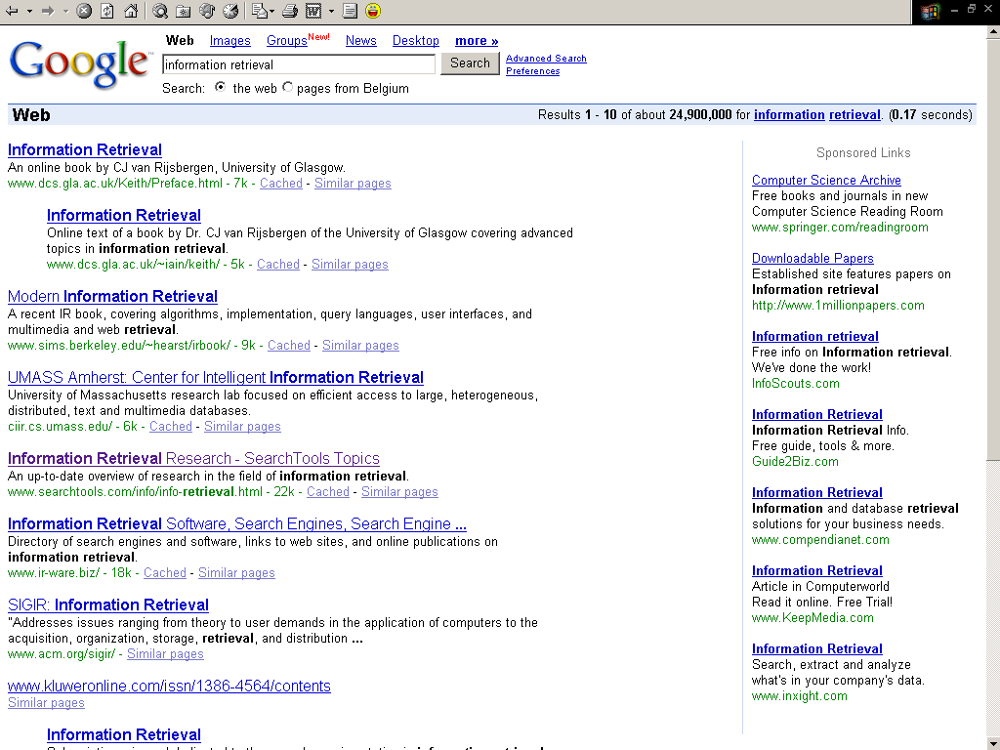 Web Images Groups New! News Desktop more »
Google™
information retrieval Search Advanced Search
Preferences
Search: the web pages from Belgium
Web Results 1 - 10 of about 24,900,000 for information retrieval. (0.17 seconds)
Information Retrieval
An online book by CJ van Rijsbergen, University of Glasgow.
www.dcs.gla.ac.uk/Keith/Preface.html - 7k - Cached - Similar pages
Information Retrieval
Online text of a book by Dr. CJ van Rijsbergen of the University of Glasgow covering advanced
topics in information retrieval.
www.dcs.gla.ac.uk/~iain/keith/ - 5k - Cached - Similar pages
Modern Information Retrieval
A recent IR book, covering algorithms, implementation, query languages, user interfaces, and
multimedia and web retrieval.
www.sims.berkeley.edu/~hearst/irbook/ - 9k - Cached - Similar pages
UMASS Amherst: Center for Intelligent Information Retrieval
University of Massachusetts research lab focused on efficient access to large, heterogeneous,
distributed, text and multimedia databases.
ciir.cs.umass.edu/ - 6k - Cached - Similar pages
Information Retrieval Research - SearchTools Topics
An up-to-date overview of research in the field of information retrieval.
www.searchtools.com/info/info-retrieval.html - 22k - Cached - Similar pages
Information Retrieval Software, Search Engines, Search Engine ...
Directory of search engines and software, links to web sites, and online publications on
information retrieval.
www.ir-ware.biz/ - 18k - Cached - Similar pages
SIGIR: Information Retrieval
"Addresses issues ranging from theory to user demands in the application of computers to the
acquisition, organization, storage, retrieval, and distribution ...
www.acm.org/sigir/ - Similar pages
www.kluweronline.com/issn/1386-4564/contents
Similar pages
Information Retrieval
Sponsored Links
Computer Science Archive
Free books and journals in new
Computer Science Reading Room
www.springer.com/readingroom
Downloadable Papers
Established site features papers on
Information retrieval
http://www.1millionpapers.com
Information retrieval
Free info on Information retrieval.
We've done the work!
InfoScouts.com
Information Retrieval
Information Retrieval Info.
Free guide, tools & more.
Guide2Biz.com
Information Retrieval
Information and database retrieval
solutions for your business needs.
www.compendianet.com
Information Retrieval
Article in Computerworld
Read it online. Free Trial!
www.KeepMedia.com
Information Retrieval
Search, extract and analyze
what's in your company's data.
www.inxight.com